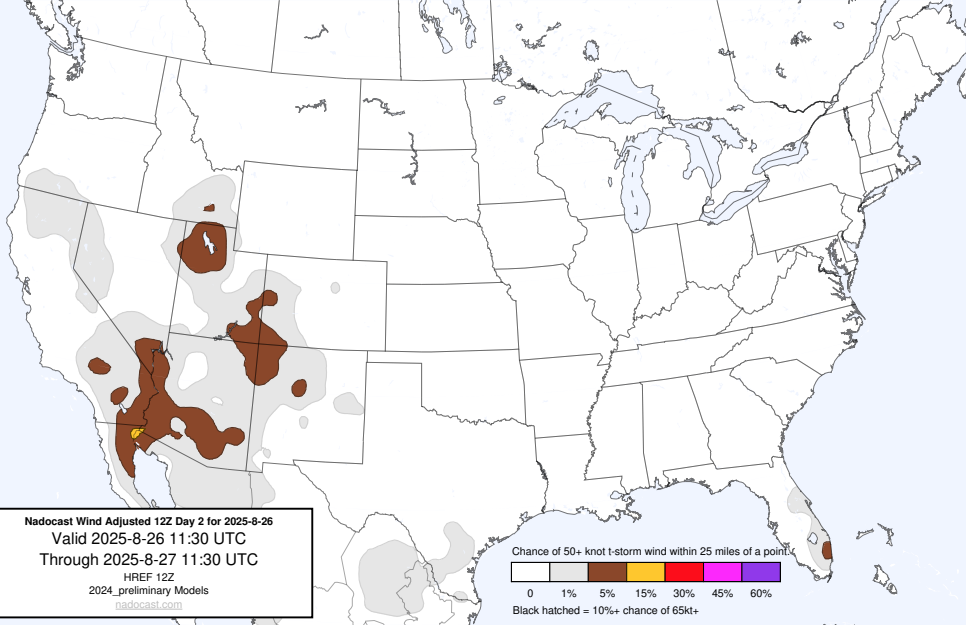 Nadocast Wind Adjusted 12Z Day 2 for 2025-8-26
Valid 2025-8-26 11:30 UTC
Through 2025-8-27 11:30 UTC
HREF 12Z
2024_preliminary Models
nadocast.com
Chance of 50+ knot t-storm wind within 25 miles of a point.
0 1% 5% 15% 30% 45% 60%
Black hatched = 10%+ chance of 65kt+